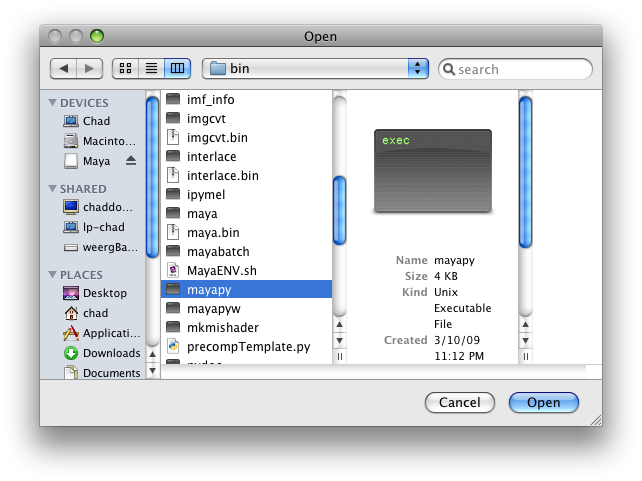 Open
bin
search
DEVICES
Chad
Macinto...
Maya
SHARED
chaddo...
lp-chad
weergBa...
PLACES
Desktop
chad
Applicati...
Downloads
Documents
imf_info
imgcvt
imgcvt.bin
interlace
interlace.bin
ipymel
maya
maya.bin
mayabatch
MayaENV.sh
mayapy
mayapyw
mkmishader
precompTemplate.py
exec
Name mayapy
Size 4 KB
Kind Unix
Executable
File
Created 3/10/09
11:12 PM
Cancel
Open